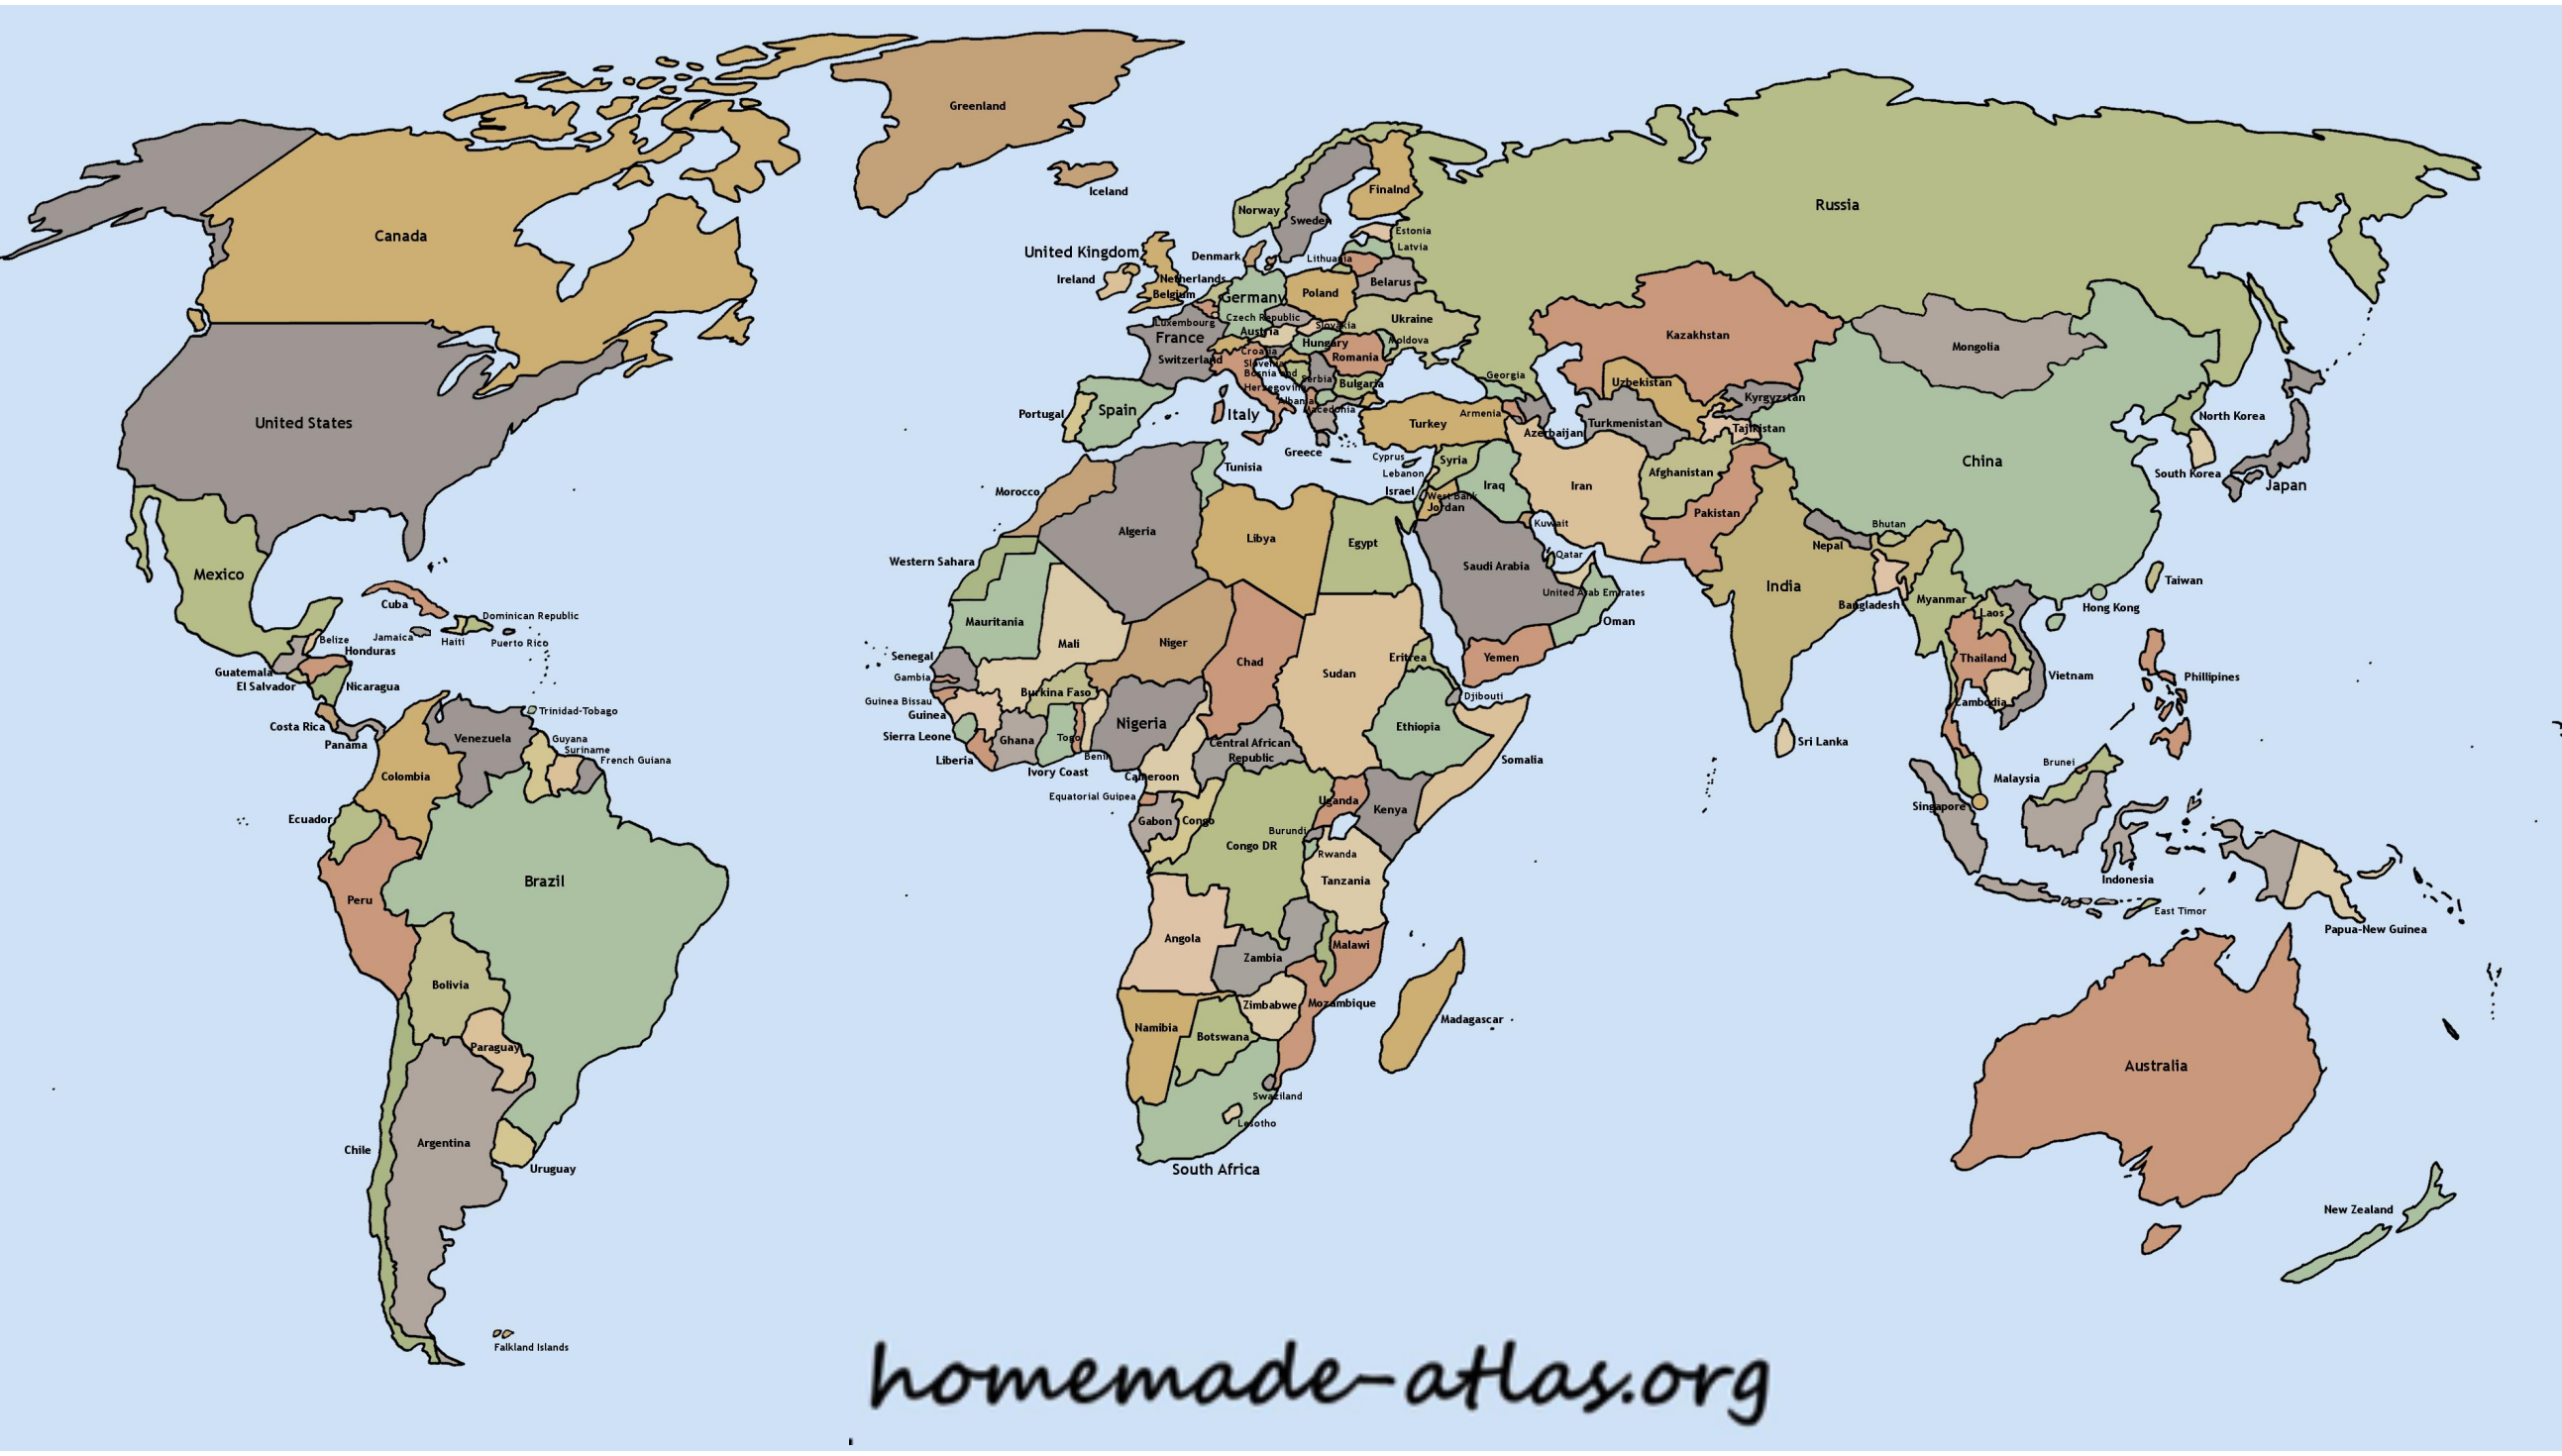 Greenland
Iceland
Canada
United States
Mexico
Cuba
Dominican Republic
Jamaica
Haiti
Puerto Rico
Belize
Honduras
Guatemala
El Salvador
Nicaragua
Costa Rica
Panama
Trinidad-Tobago
Venezuela
Guyana
Suriname
French Guiana
Colombia
Ecuador
Brazil
Peru
Bolivia
Paraguay
Chile
Argentina
Uruguay
Falkland Islands
Norway
Sweden
Finalnd
Russia
Estonia
Latvia
Lithuania
Belarus
United Kingdom
Ireland
Denmark
Netherlands
Belgium
Germany
Poland
Luxembourg
Czech Republic
Slovakia
Ukraine
France
Austria
Hungary
Moldova
Switzerland
Croatia
Slovenia
Romania
Bosnia and
Herzegovina
Serbia
Bulgaria
Albania
Macedonia
Portugal
Spain
Italy
Greece
Georgia
Armenia
Azerbaijan
Turkey
Cyprus
Lebanon
Syria
Israel
West Bank
Jordan
Iraq
Iran
Kuwait
Qatar
Saudi Arabia
United Arab Emirates
Oman
Yemen
Kazakhstan
Uzbekistan
Kyrgyzstan
Turkmenistan
Tajikistan
Afghanistan
Pakistan
Mongolia
China
North Korea
South Korea
Japan
Nepal
Bhutan
India
Bangladesh
Myanmar
Laos
Hong Kong
Taiwan
Thailand
Vietnam
Cambodia
Phillipines
Sri Lanka
Brunei
Malaysia
Singapore
Indonesia
East Timor
Papua-New Guinea
Australia
New Zealand
Morocco
Algeria
Tunisia
Libya
Egypt
Western Sahara
Mauritania
Mali
Niger
Chad
Sudan
Eritrea
Djibouti
Senegal
Gambia
Guinea Bissau
Guinea
Sierra Leone
Liberia
Burkina Faso
Ghana
Ivory Coast
Togo
Benin
Nigeria
Cameroon
Central African
Republic
Ethiopia
Somalia
Equatorial Guinea
Gabon
Congo
Congo DR
Uganda
Kenya
Burundi
Rwanda
Tanzania
Angola
Zambia
Malawi
Zimbabwe
Mozambique
Namibia
Botswana
Madagascar
Swaziland
Lesotho
South Africa
homemade-atlas.org